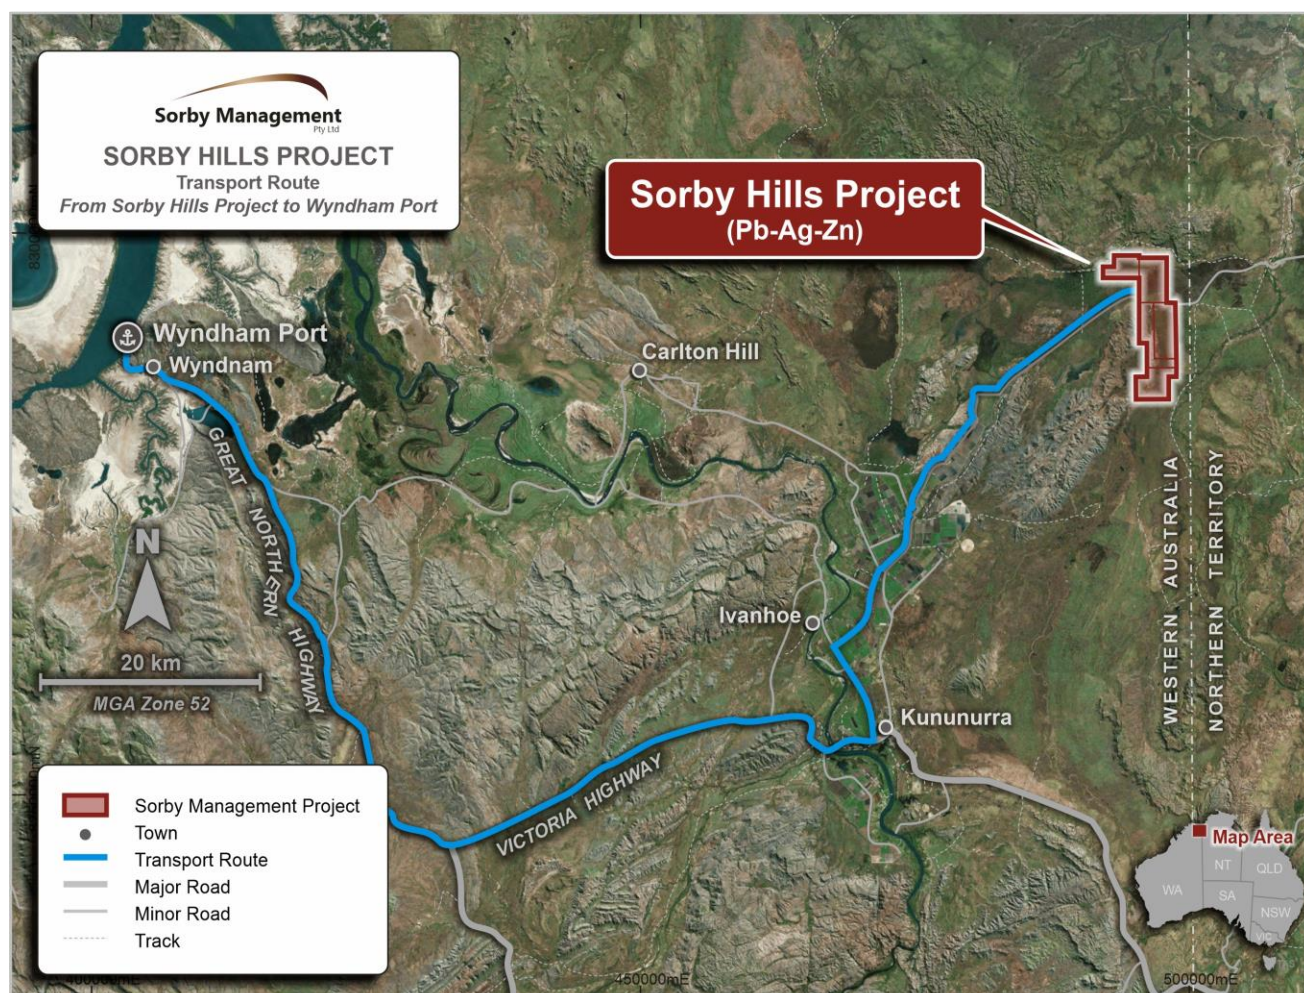 Sorby Management
Pty Ltd
SORBY HILLS PROJECT
Transport Route
From Sorby Hills Project to Wyndham Port
Sorby Hills Project
(Pb-Ag-Zn)
Wyndham Port
Wyndnam
Carlton Hill
GREAT NORTHERN HIGHWAY
N
20 km
MGA Zone 52
Ivanhoe
Kununurra
VICTORIA HIGHWAY
WESTERN AUSTRALIA
NORTHERN TERRITORY
Sorby Management Project
Town
Transport Route
Major Road
Minor Road
Track
Map Area
WA
NT
QLD
SA
NSW
VIC
450000mE
500000mE